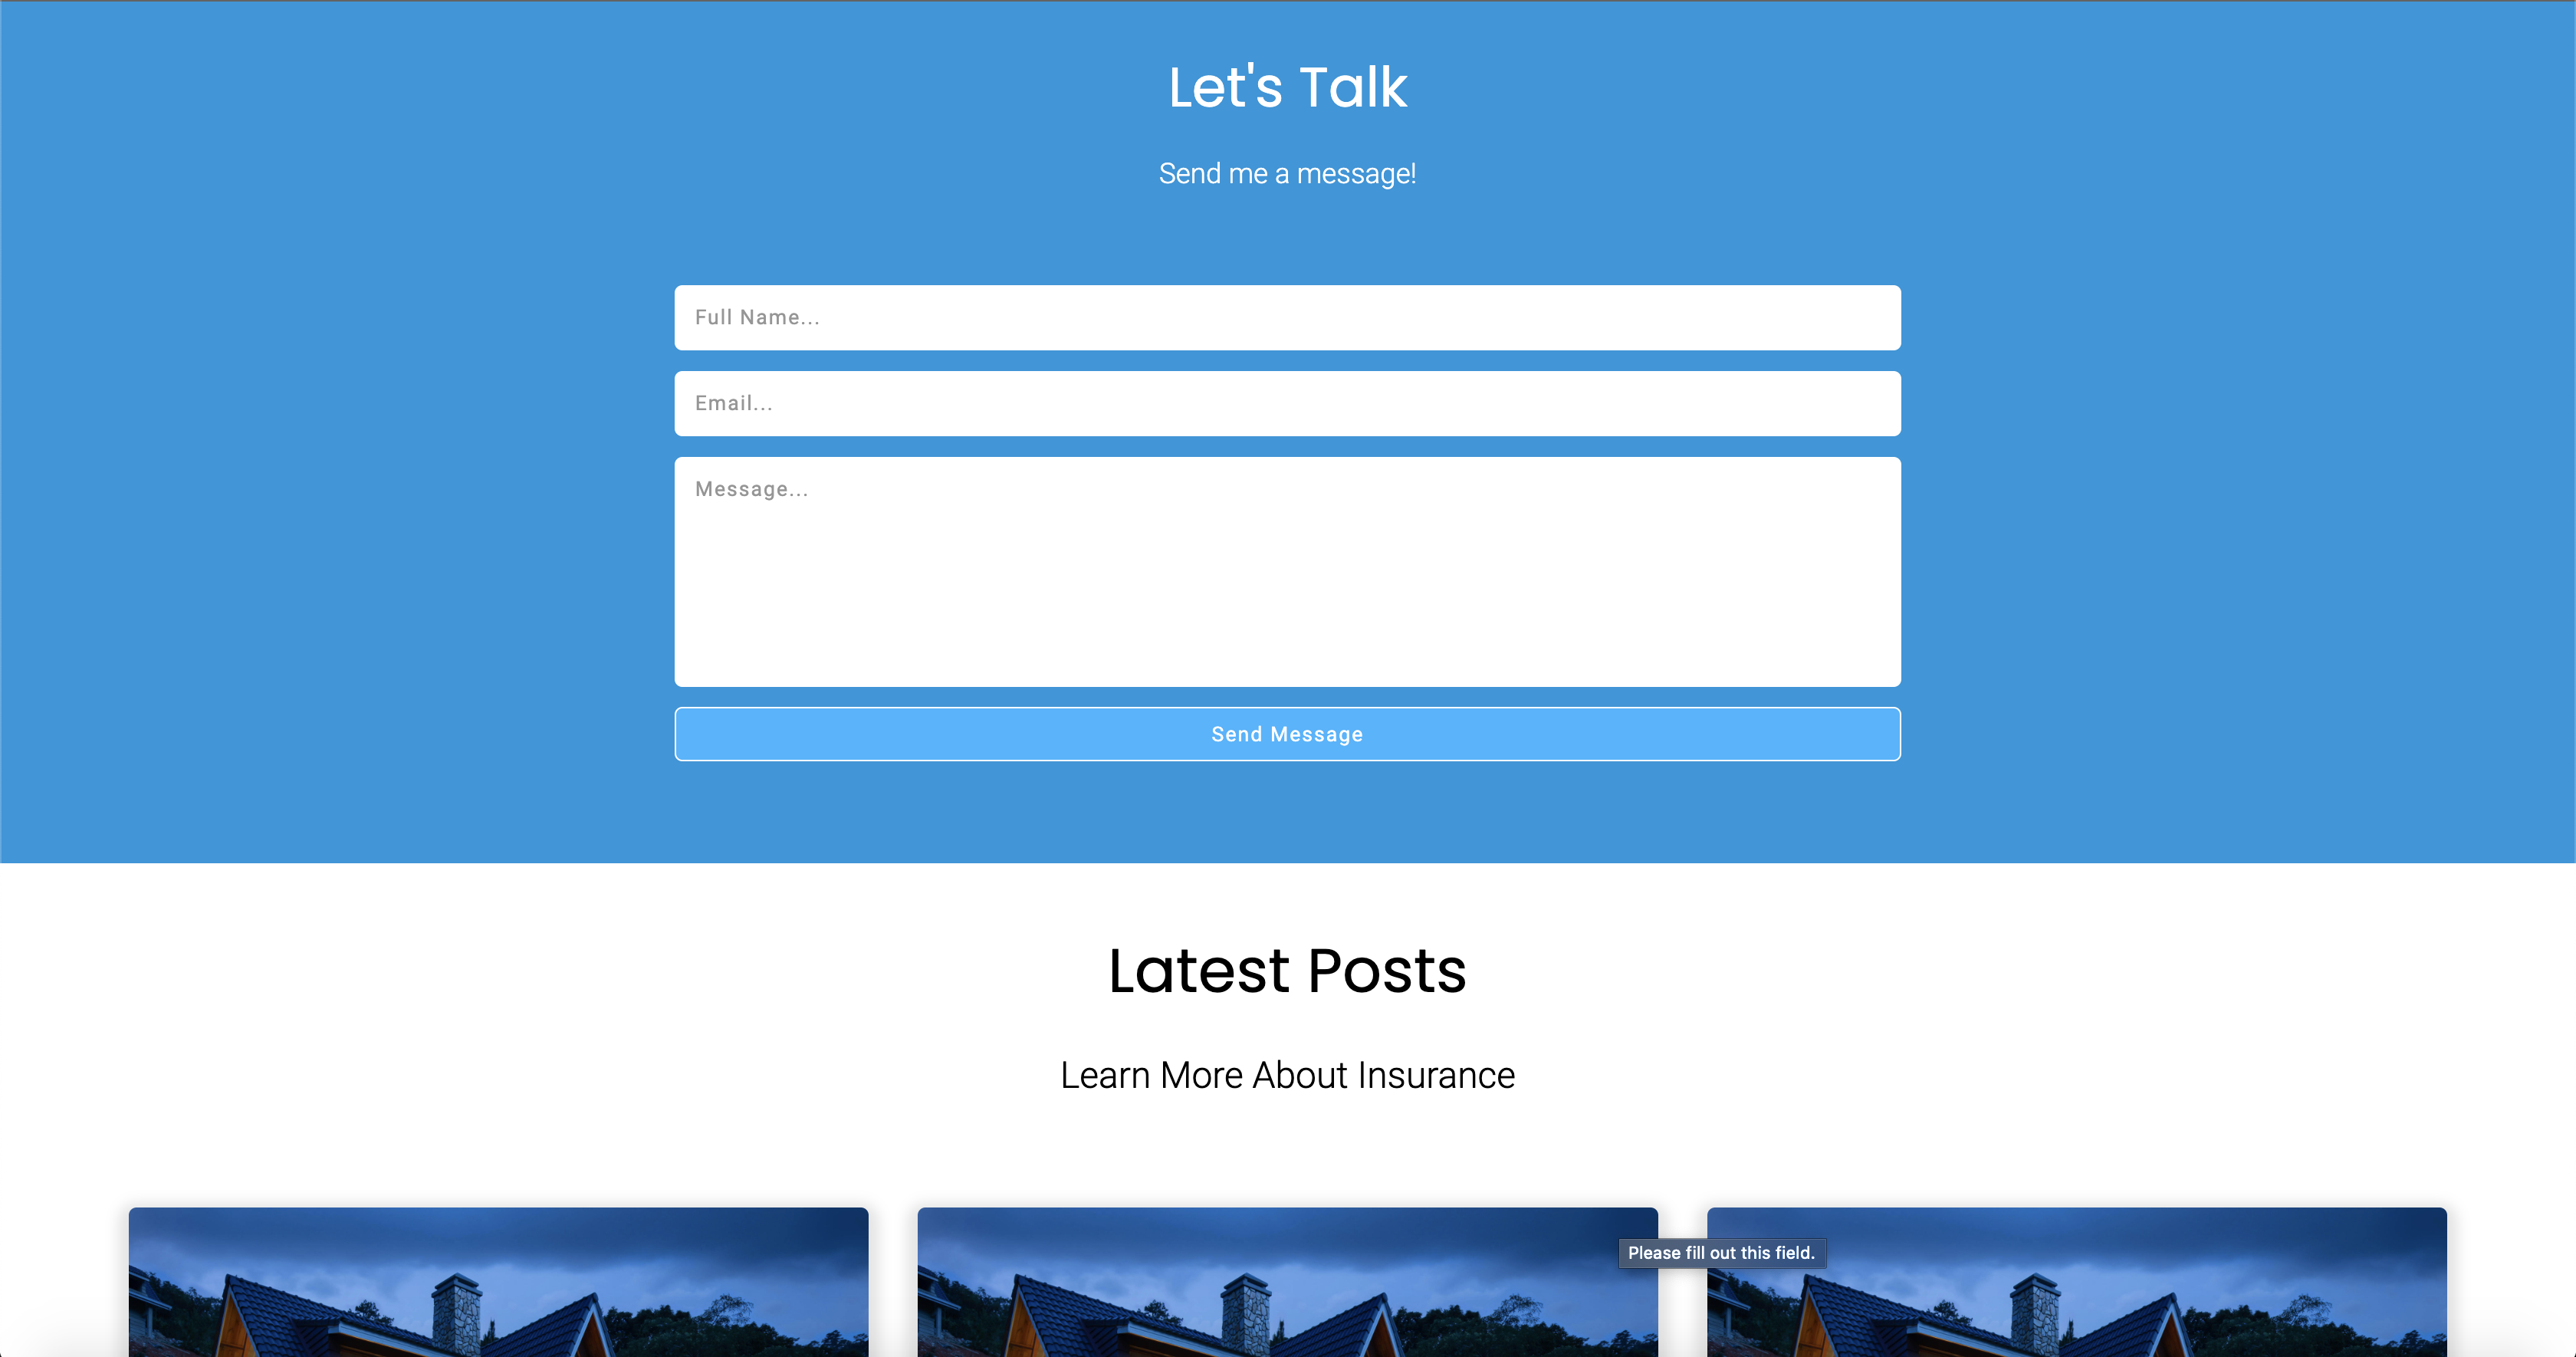 Let's Talk
Send me a message!
Full Name...
Email...
Message...
Send Message
Latest Posts
Learn More About Insurance
Please fill out this field.